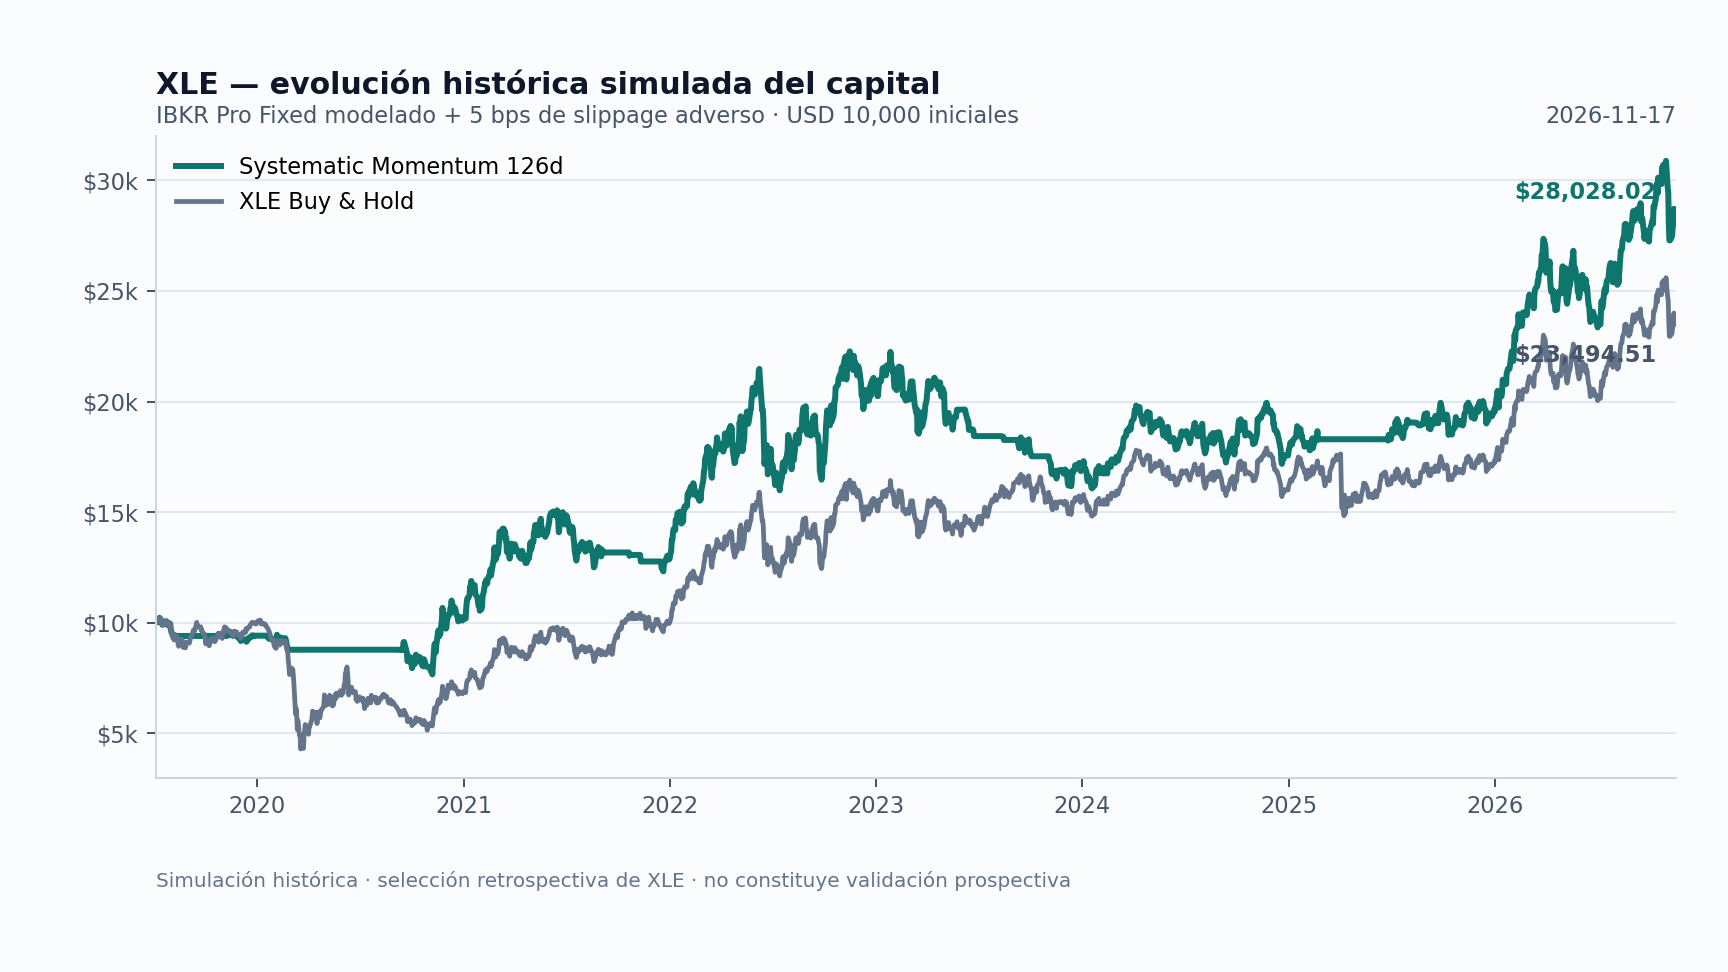 XLE — evolución histórica simulada del capital
IBKR Pro Fixed modelado + 5 bps de slippage adverso · USD 10,000 iniciales
2026-11-17
Systematic Momentum 126d
XLE Buy & Hold
$30k
$28,028.02
$25k
$23,494.51
$20k
$15k
$10k
$5k
2020
2021
2022
2023
2024
2025
2026
Simulación histórica · selección retrospectiva de XLE · no constituye validación prospectiva